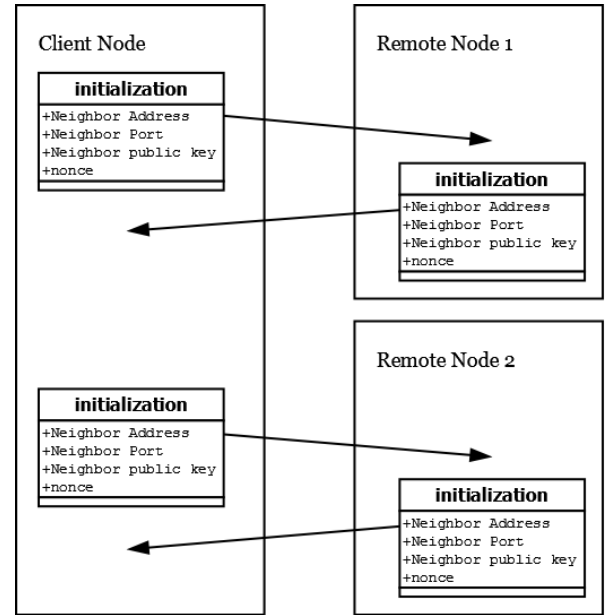 Client Node
initialization
+Neighbor Address
+Neighbor Port
+Neighbor public key
+nonce
Remote Node 1
initialization
+Neighbor Address
+Neighbor Port
+Neighbor public key
+nonce
initialization
+Neighbor Address
+Neighbor Port
+Neighbor public key
+nonce
Remote Node 2
initialization
+Neighbor Address
+Neighbor Port
+Neighbor public key
+nonce